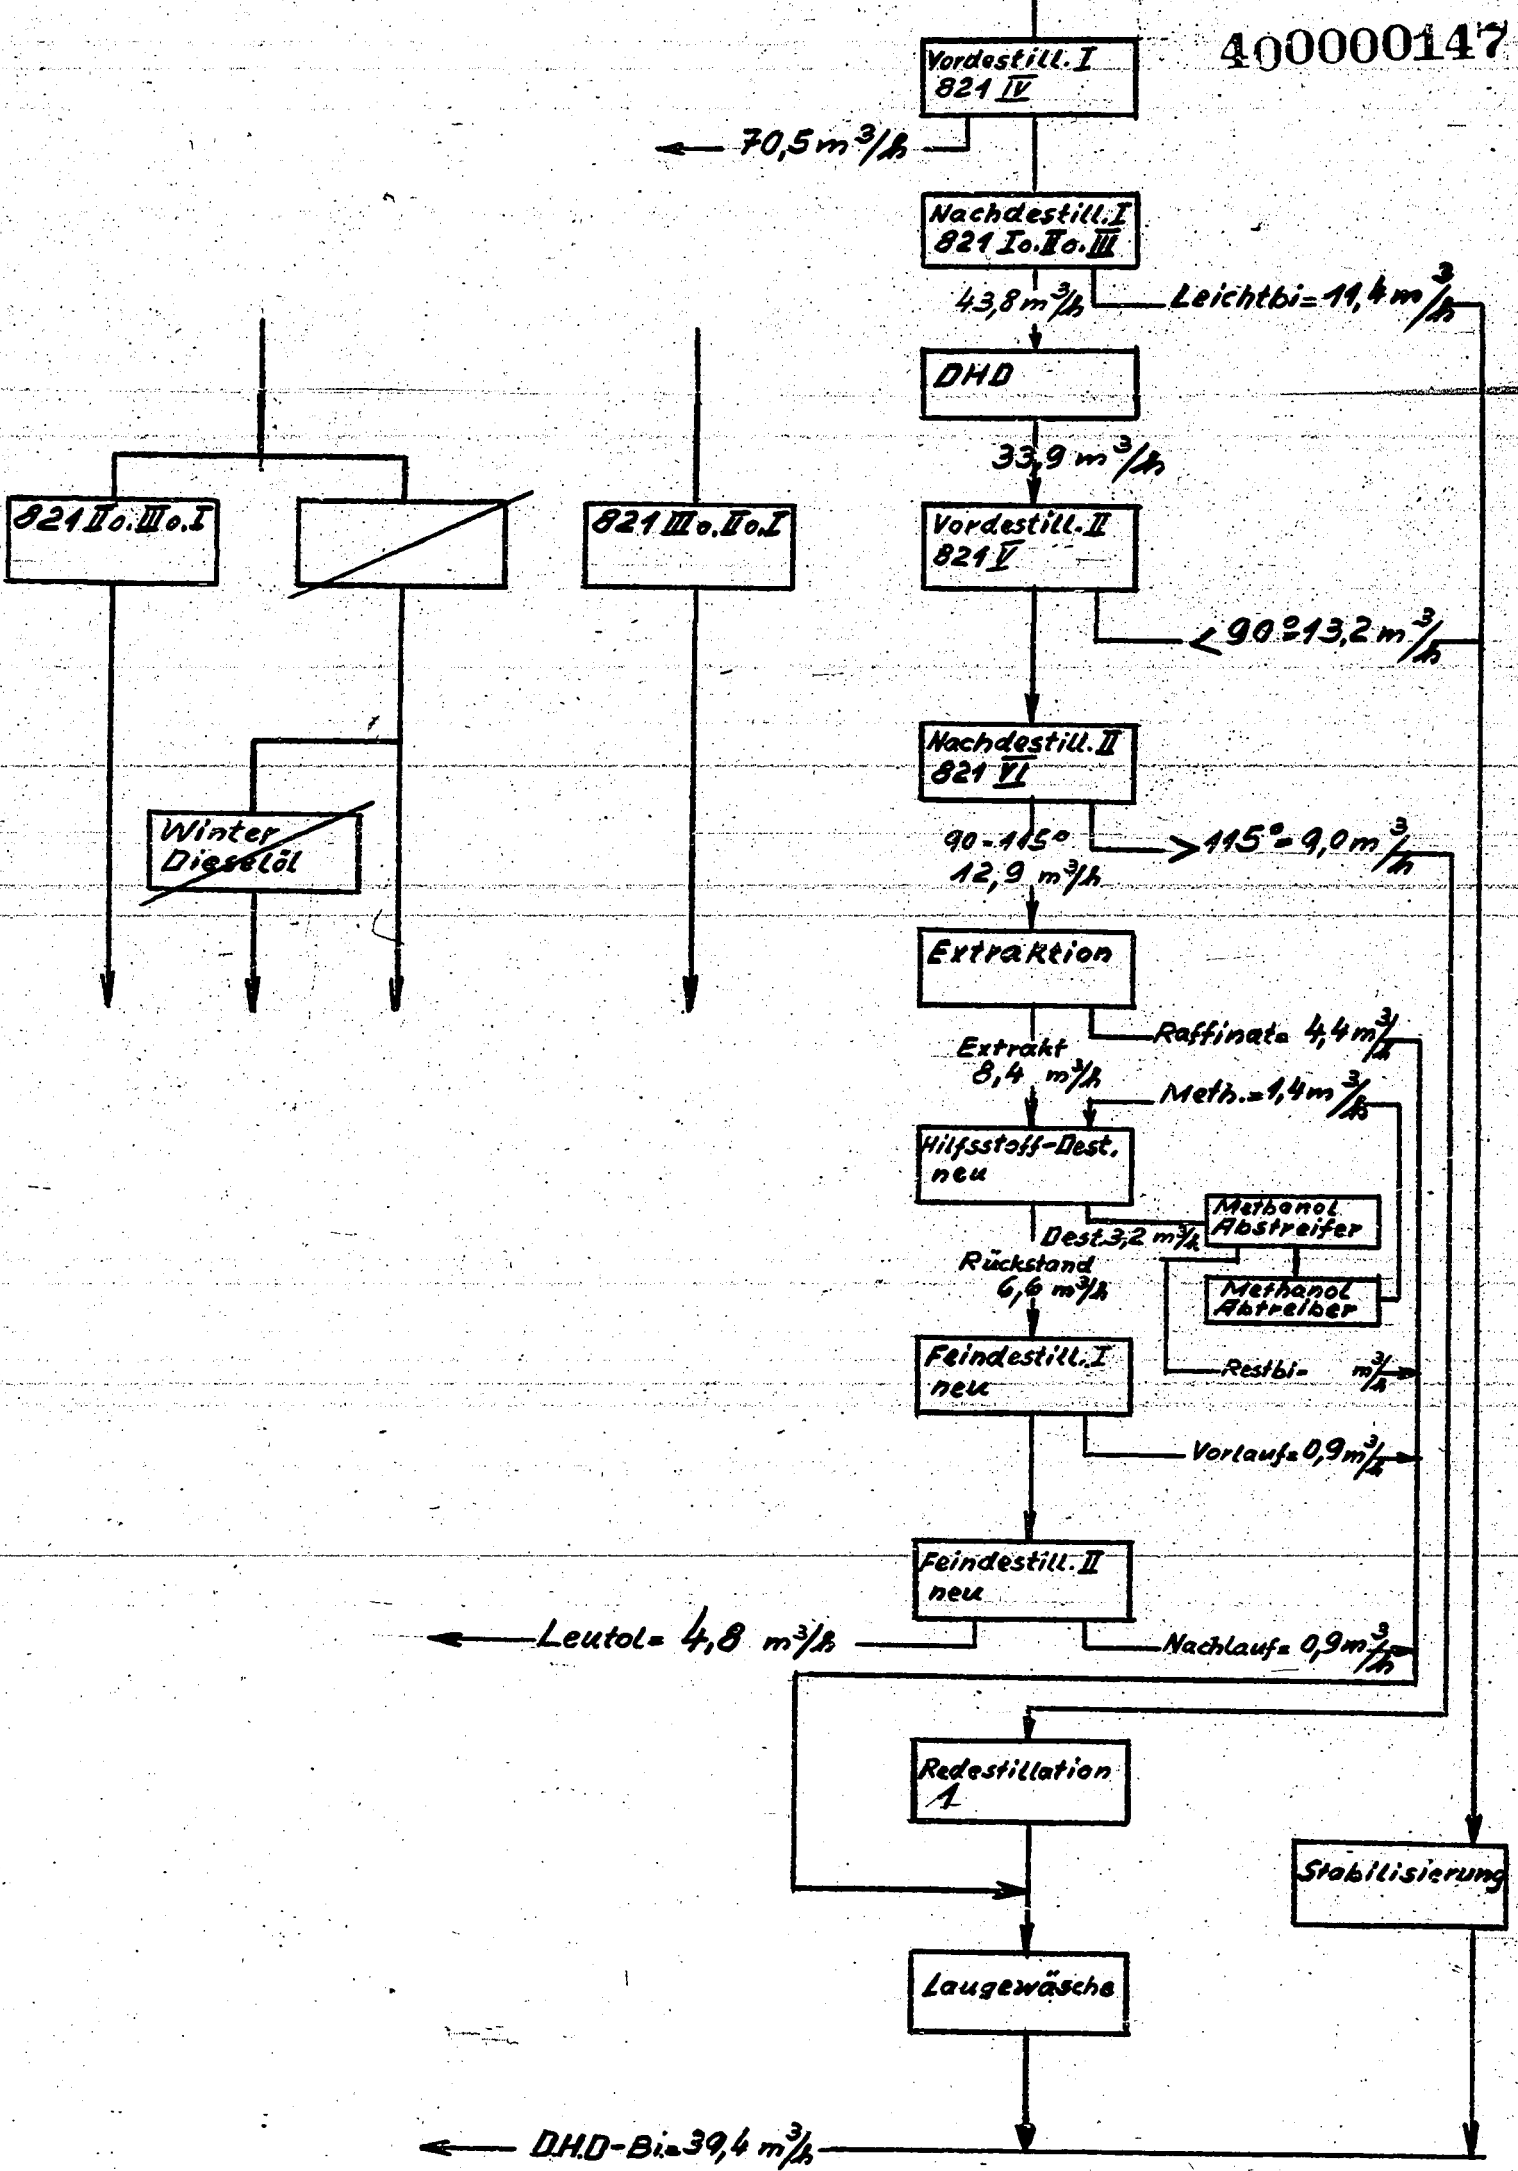 400000147
Vordestill. I
821 IV
70,5 m³/h
Nachdestill. I
821 I o. II o. III
43,8 m³/h
Leichtbi = 11,4 m³/h
DHD
33,9 m³/h
821 II o. III o. I
821 III o. II o. I
Vordestill. II
821 V
< 90° = 13,2 m³/h
Nachdestill. II
821 VI
Winter
Dieselöl
90 - 115°
12,9 m³/h
> 115° = 9,0 m³/h
Extraktion
Raffinat = 4,4 m³/h
Extrakt
8,4 m³/h
Meth. = 1,4 m³/h
Hilfsstoff-Dest.
neu
Methanol
Abstreifer
Dest. 3,2 m³/h
Rückstand
6,6 m³/h
Methanol
Abtreiber
Feindestill. I
neu
Restbi = m³/h
Vorlauf = 0,9 m³/h
Feindestill. II
neu
Leutol = 4,8 m³/h
Nachlauf = 0,9 m³/h
Redestillation
1
Stabilisierung
Laugewäsche
D.H.D-Bi. = 39,4 m³/h